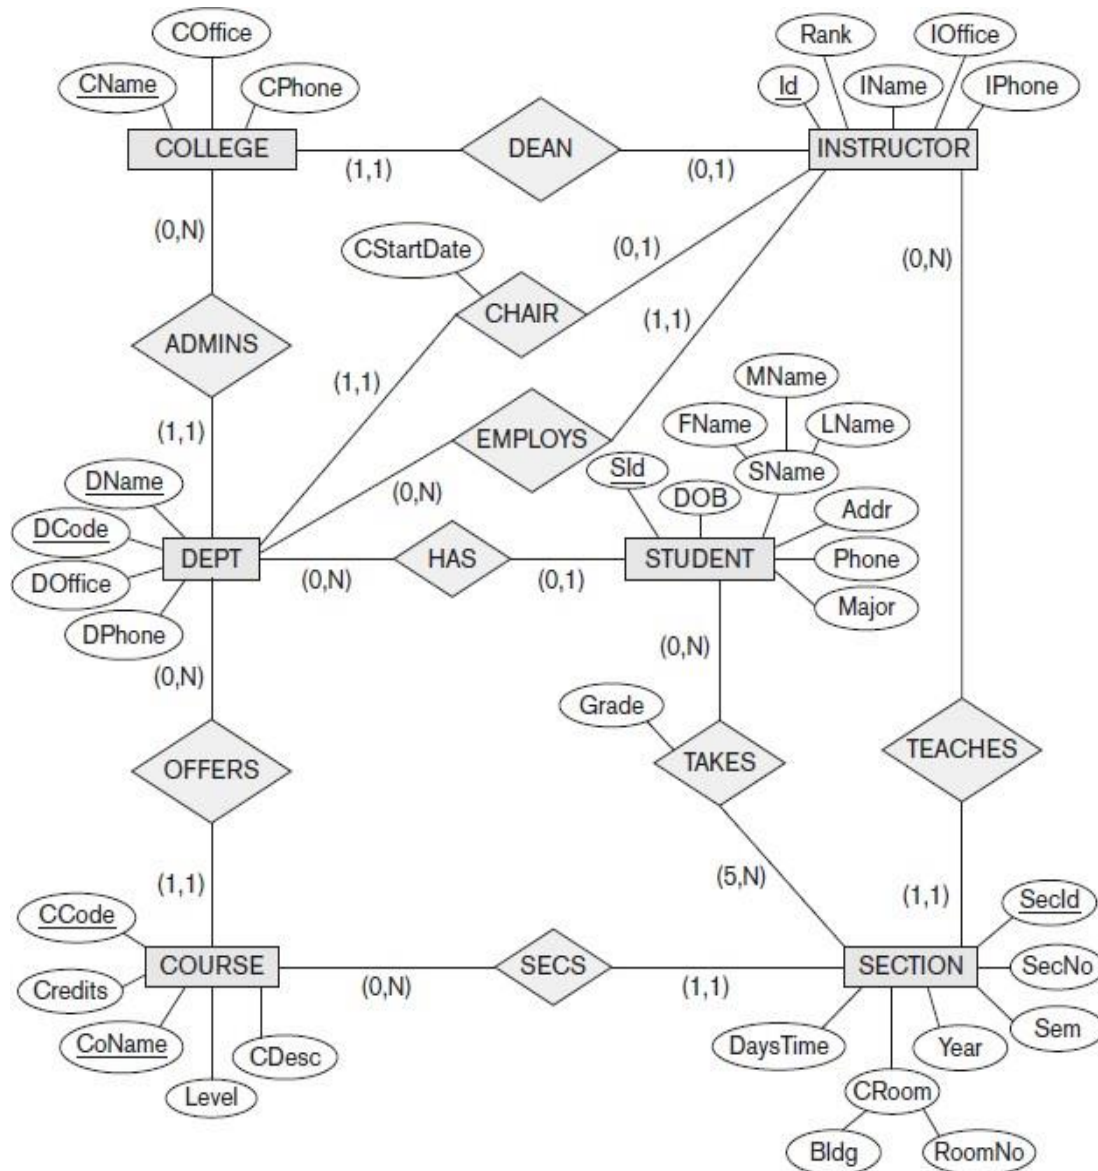 COffice
CName
CPhone
COLLEGE
(1,1)
DEAN
(0,1)
Rank
IOffice
Id
IName
IPhone
INSTRUCTOR
(0,N)
CStartDate
(0,1)
(0,N)
CHAIR
ADMINS
(1,1)
(1,1)
MName
(1,1)
EMPLOYS
FName
LName
DName
(0,N)
SId
DOB
SName
DCode
Addr
DEPT
(0,N)
HAS
(0,1)
STUDENT
Phone
DOffice
Major
DPhone
(0,N)
(0,N)
Grade
OFFERS
TAKES
TEACHES
(1,1)
(5,N)
(1,1)
CCode
SecId
COURSE
(0,N)
SECS
(1,1)
SECTION
SecNo
Credits
Sem
CoName
CDesc
DaysTime
Year
Level
CRoom
Bldg
RoomNo